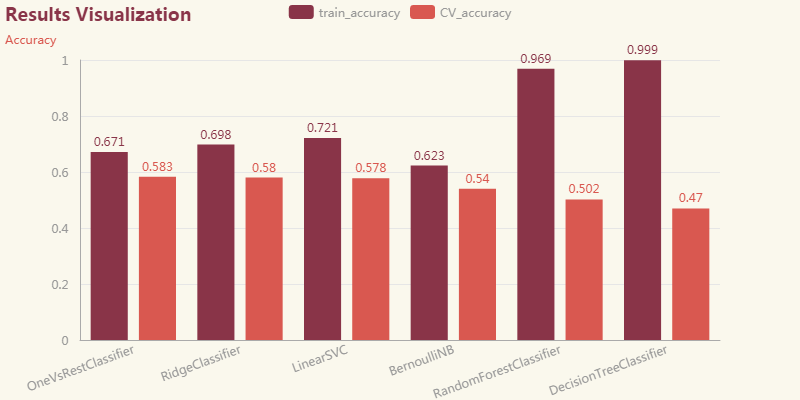 Results Visualization
train_accuracy CV_accuracy
Accuracy
1
0.8
0.6
0.4
0.2
0
0.671 0.583 0.698 0.58 0.721 0.578 0.623 0.54 0.969 0.502 0.999 0.47
OneVsRestClassifier RidgeClassifier LinearSVC BernoulliNB RandomForestClassifier DecisionTreeClassifier